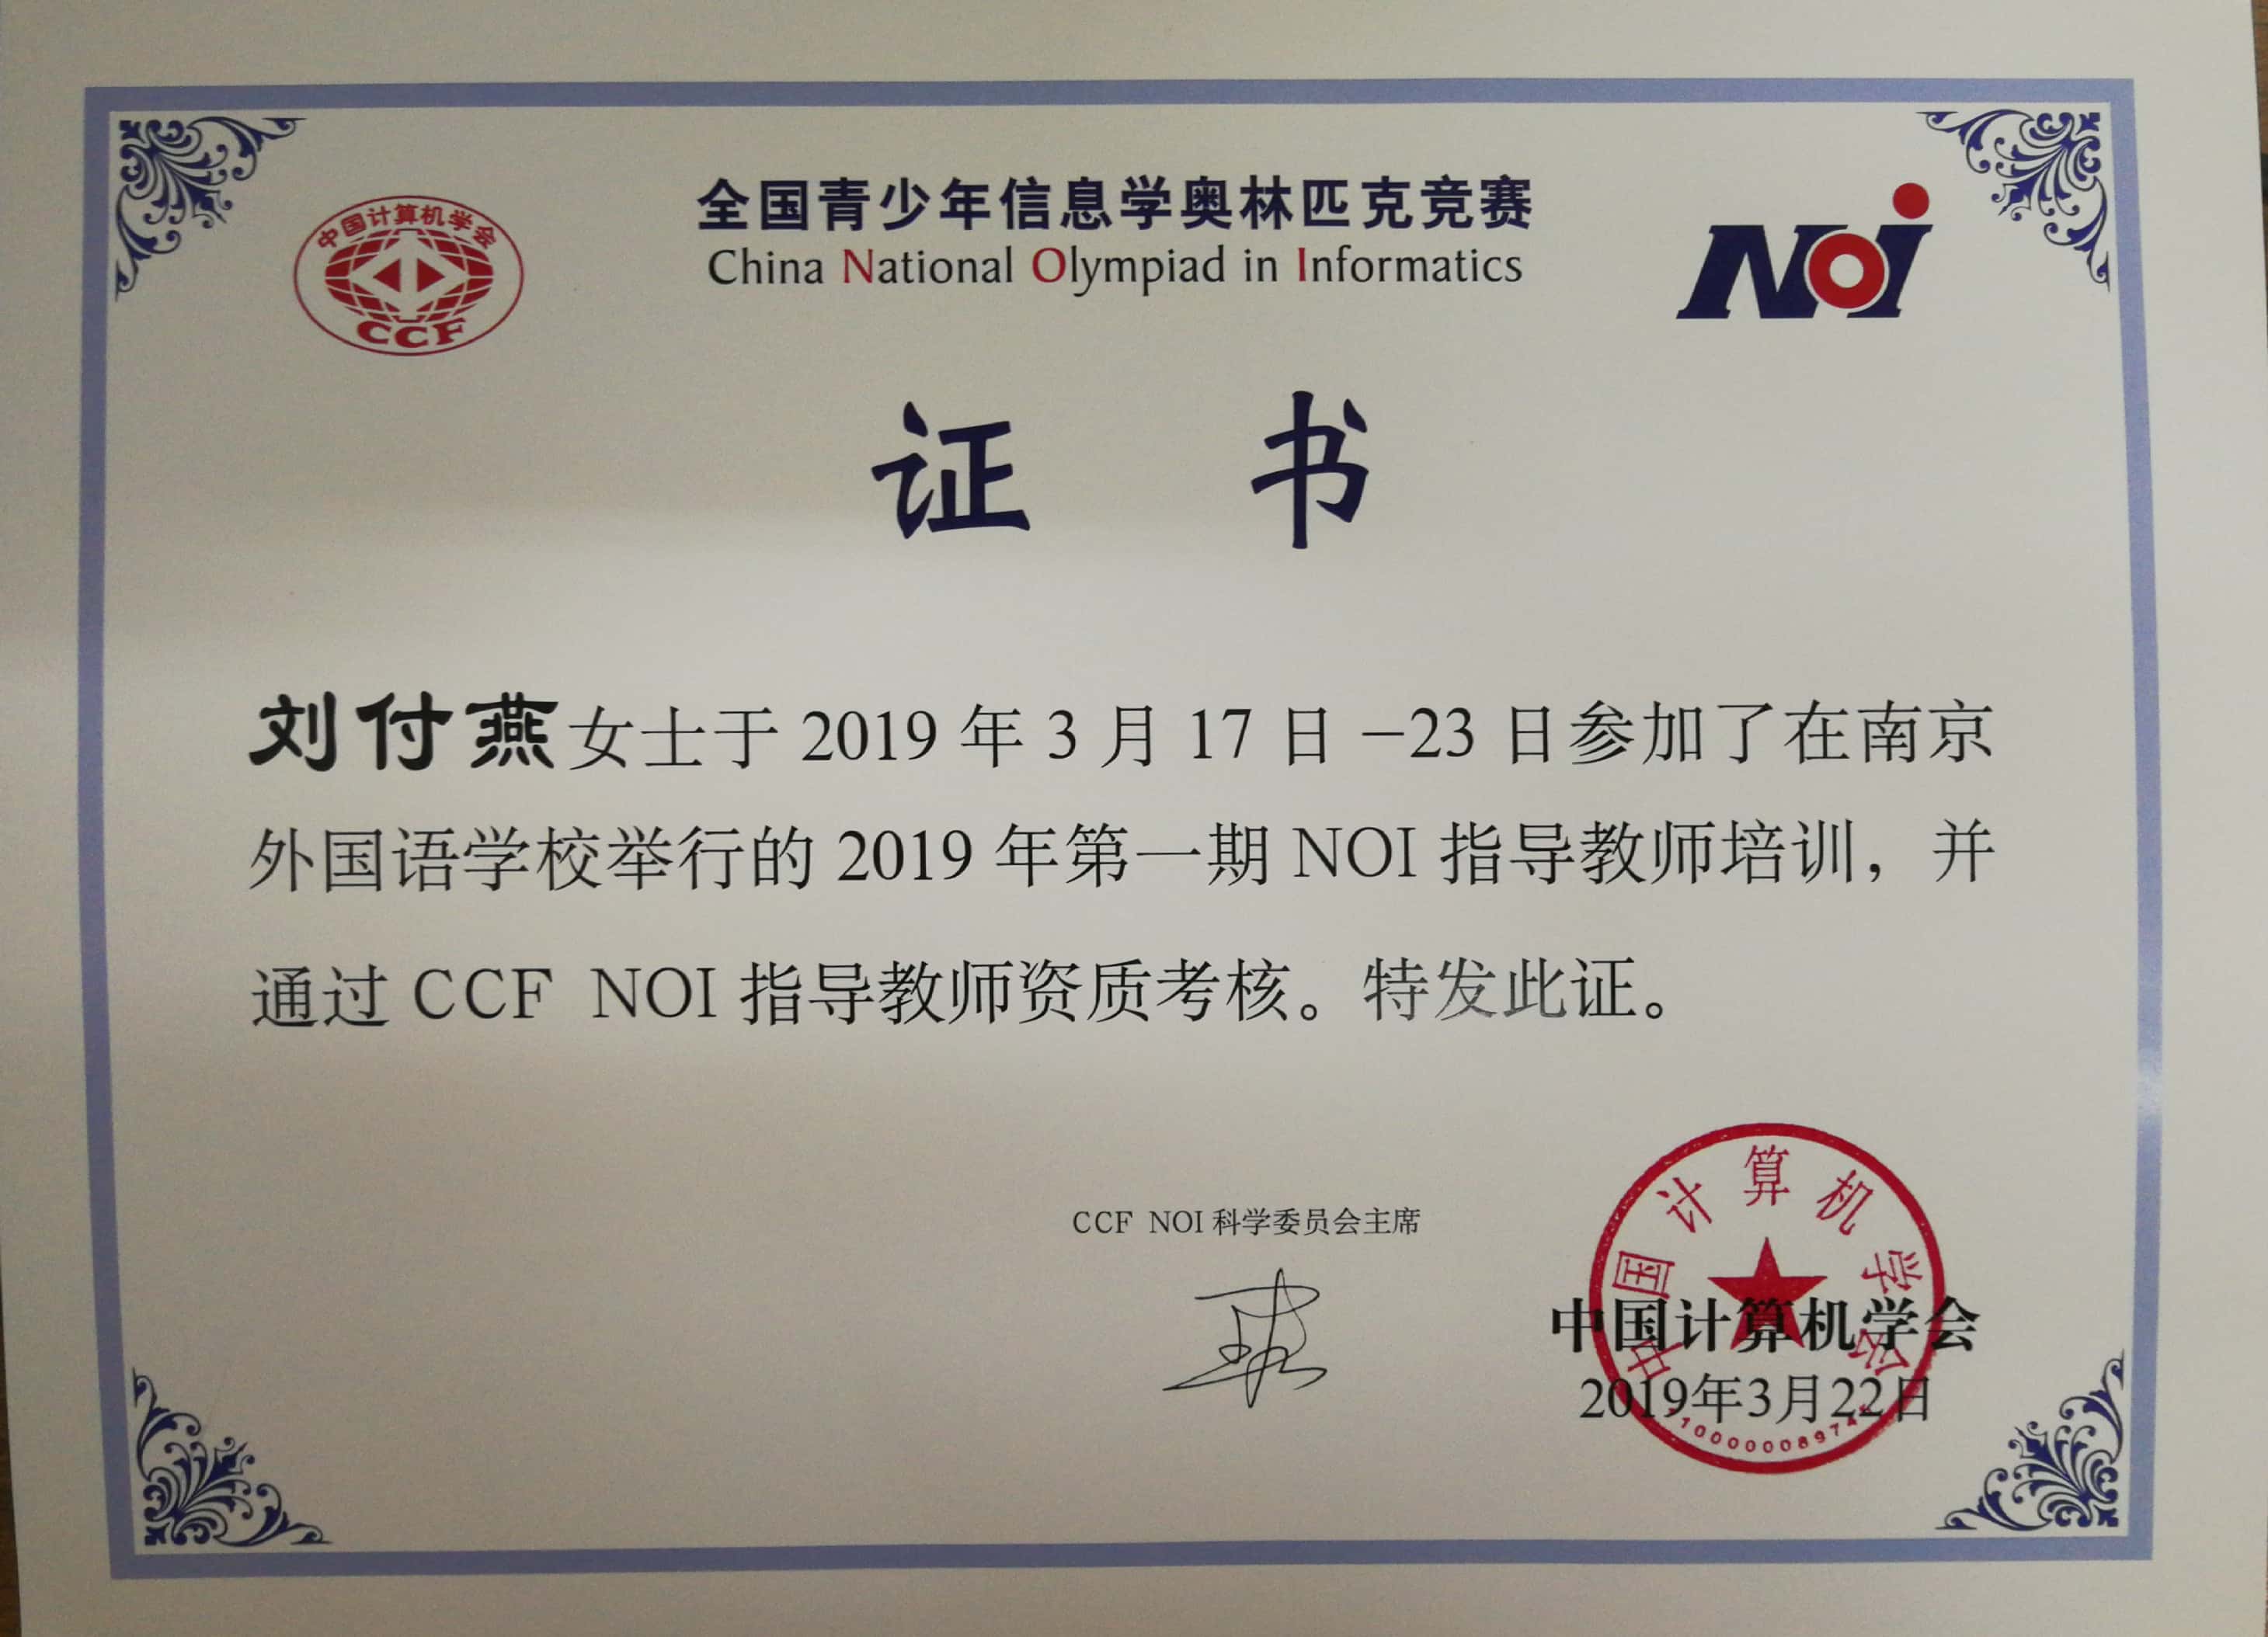 中国计算机学会
CCF
全国青少年信息学奥林匹克竞赛
China National Olympiad in Informatics
NOI
证 书
刘付燕女士于 2019 年 3 月 17 日 –23 日参加了在南京
外国语学校举行的 2019 年第一期 NOI 指导教师培训，并
通过 CCF NOI 指导教师资质考核。特发此证。
CCF NOI 科学委员会主席
中国计算机学会
中国计算机学会
2019年3月22日